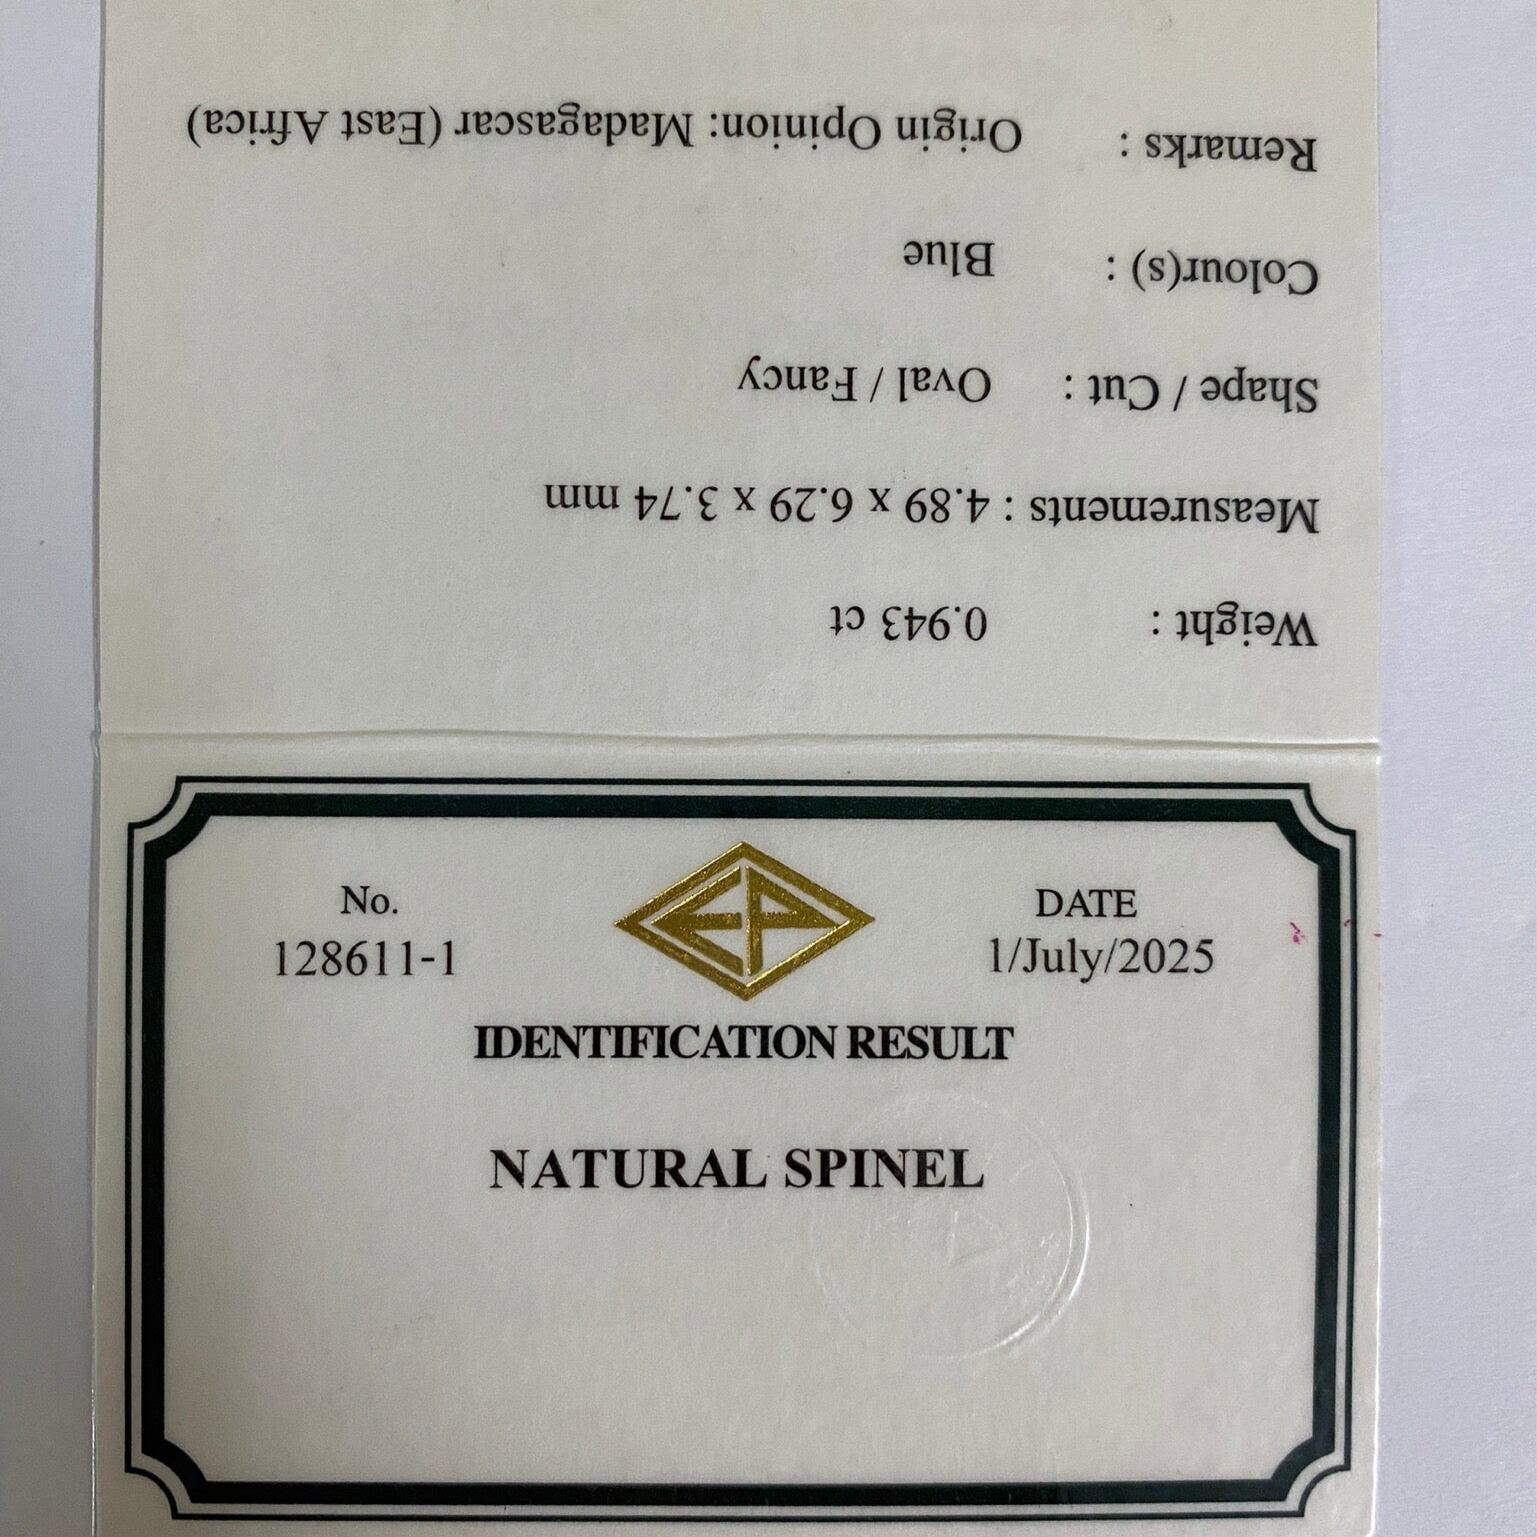 Weight : 0.943 ct
Measurements : 4.89 x 6.29 x 3.74 mm
Shape / Cut : Oval / Fancy
Colour(s) : Blue
Remarks : Origin Opinion: Madagascar (East Africa)
No.
128611-1
EP
DATE
1/July/2025
IDENTIFICATION RESULT
NATURAL SPINEL